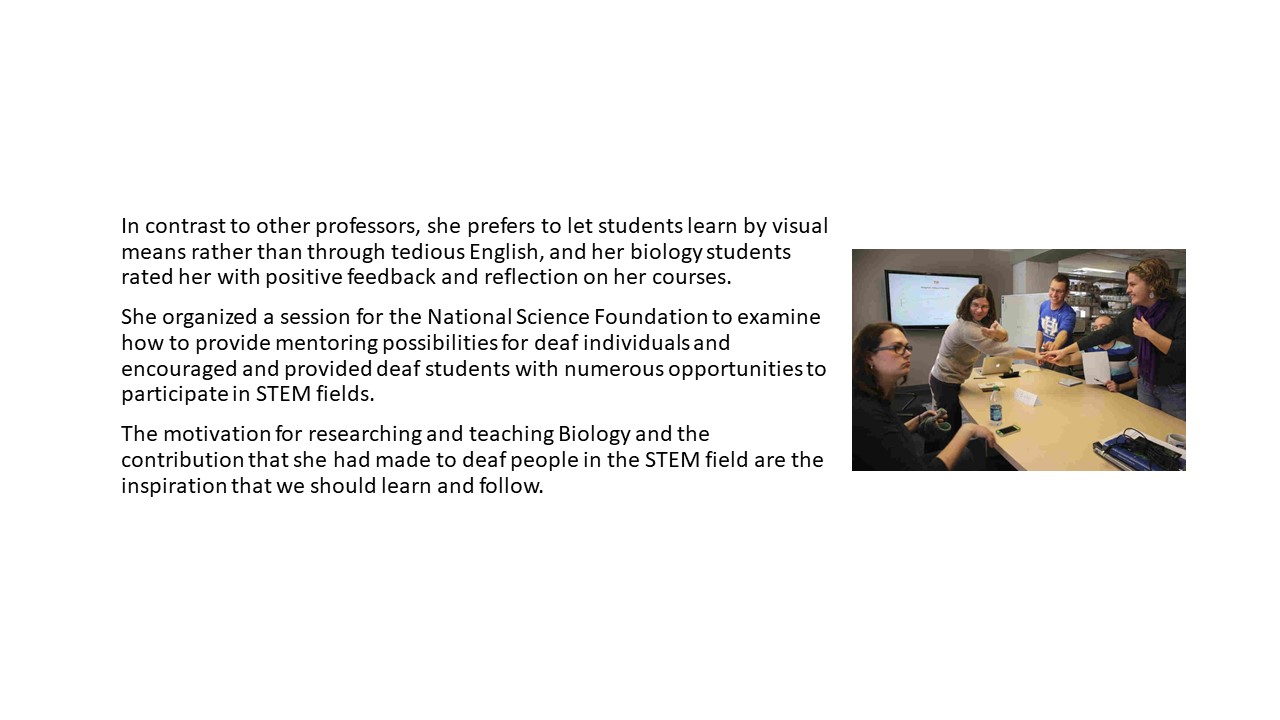 In contrast to other professors, she prefers to let students learn by visual
means rather than through tedious English, and her biology students
rated her with positive feedback and reflection on her courses.
She organized a session for the National Science Foundation to examine
how to provide mentoring possibilities for deaf individuals and
encouraged and provided deaf students with numerous opportunities to
participate in STEM fields.
The motivation for researching and teaching Biology and the
contribution that she had made to deaf people in the STEM field are the
inspiration that we should learn and follow.